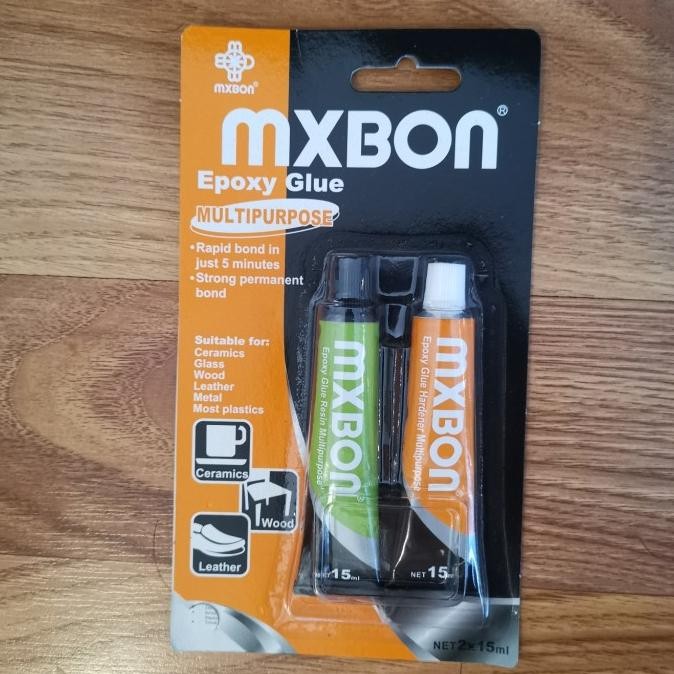 MXBON®
MXBON®
Epoxy Glue
MULTIPURPOSE
•Rapid bond in
just 5 minutes
•Strong permanent
bond
Suitable for:
Ceramics
Glass
Wood
Leather
Metal
Most plastics
Ceramics
Wood
Leather
MXBON®
Epoxy Glue Resin Multipurpose
NET 15ml
MXBON®
Epoxy Glue Hardener Multipurpose
NET 15ml
NET 2x15ml